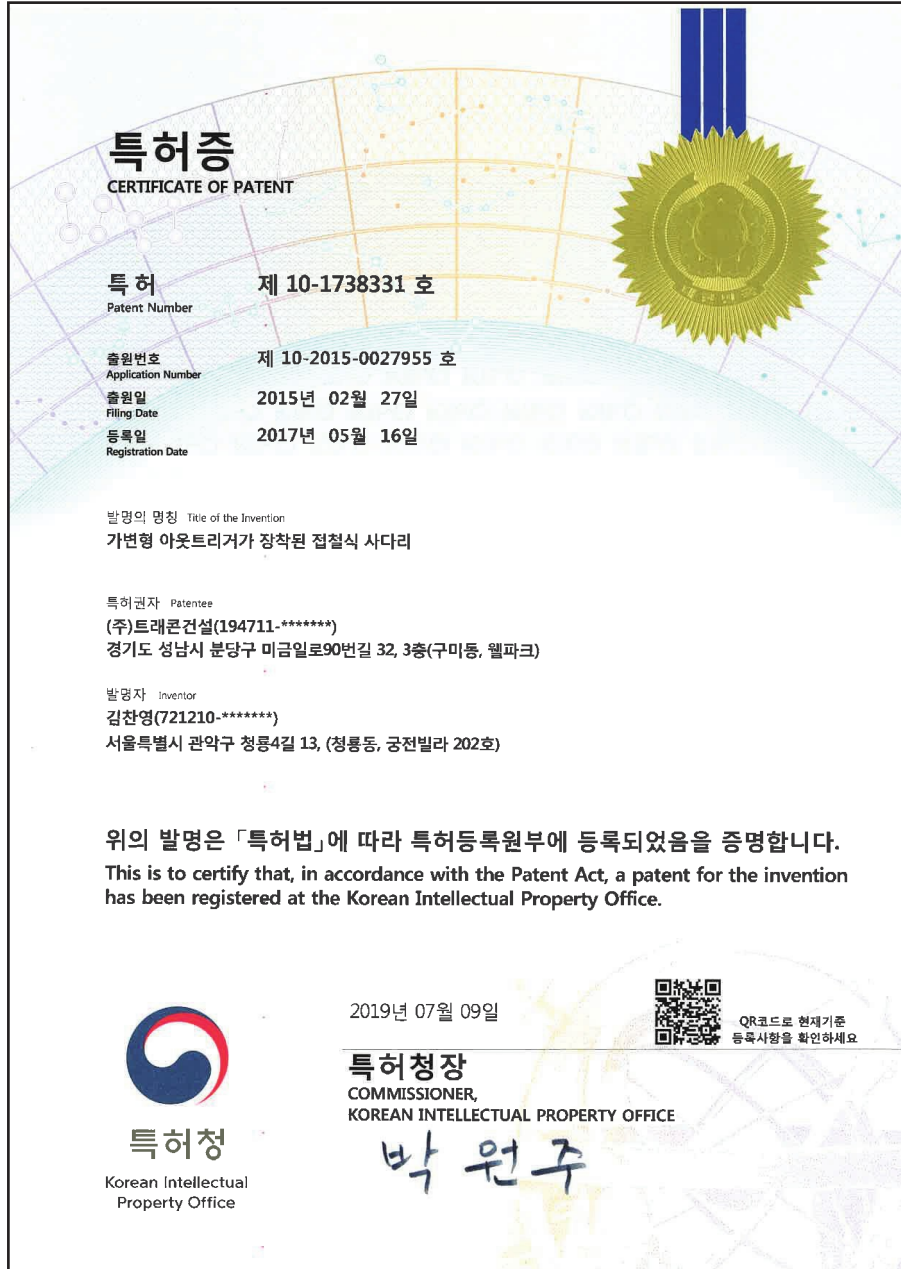 특허증
CERTIFICATE OF PATENT
특 허 제 10-1738331 호
Patent Number
출원번호 제 10-2015-0027955 호
Application Number
출원일 2015년 02월 27일
Filing Date
등록일 2017년 05월 16일
Registration Date
발명의 명칭 Title of the Invention
가변형 아웃트리거가 장착된 접철식 사다리
특허권자 Patentee
(주)트래콘건설(194711-*******)
경기도 성남시 분당구 미금일로90번길 32, 3층(구미동, 웰파크)
발명자 Inventor
김찬영(721210-*******)
서울특별시 관악구 청룡4길 13, (청룡동, 궁전빌라 202호)
위의 발명은 「특허법」에 따라 특허등록원부에 등록되었음을 증명합니다.
This is to certify that, in accordance with the Patent Act, a patent for the invention
has been registered at the Korean Intellectual Property Office.
2019년 07월 09일
QR코드로 현재기준
등록사항을 확인하세요
특허청장
COMMISSIONER,
KOREAN INTELLECTUAL PROPERTY OFFICE
박 원 주
특허청
Korean Intellectual
Property Office